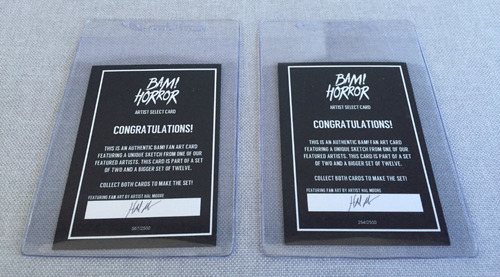 BAM!
HORROR
ARTIST SELECT CARD
CONGRATULATIONS!
THIS IS AN AUTHENTIC BAM! FAN ART CARD
FEATURING A UNIQUE SKETCH FROM ONE OF OUR
FEATURED ARTISTS. THIS CARD IS PART OF A SET
OF TWO AND A BIGGER SET OF TWELVE.
COLLECT BOTH CARDS TO MAKE THE SET!
FEATURING FAN ART BY ARTIST HAL MOORE
967/2500
BAM!
HORROR
ARTIST SELECT CARD
CONGRATULATIONS!
THIS IS AN AUTHENTIC BAM! FAN ART CARD
FEATURING A UNIQUE SKETCH FROM ONE OF OUR
FEATURED ARTISTS. THIS CARD IS PART OF A SET
OF TWO AND A BIGGER SET OF TWELVE.
COLLECT BOTH CARDS TO MAKE THE SET!
FEATURING FAN ART BY ARTIST HAL MOORE
254/2500